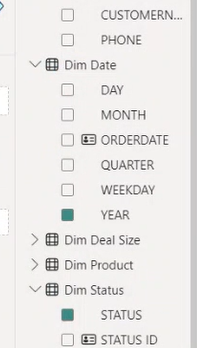 CUSTOMERN...
PHONE
Dim Date
DAY
MONTH
ORDERDATE
QUARTER
WEEKDAY
YEAR
Dim Deal Size
Dim Product
Dim Status
STATUS
STATUS ID